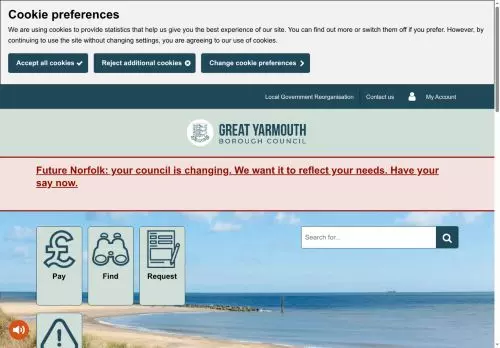 Cookie preferences
We are using cookies to provide statistics that help us give you the best experience of our site. You can find out more or switch them off if you prefer. However, by
continuing to use the site without changing settings, you are agreeing to our use of cookies.
Accept all cookies
Reject additional cookies
Change cookie preferences
Local Government Reorganisation
Contact us
My Account
GREAT YARMOUTH
BOROUGH COUNCIL
Future Norfolk: your council is changing. We want it to reflect your needs. Have your
say now.
Pay
Find
Request
Search for...